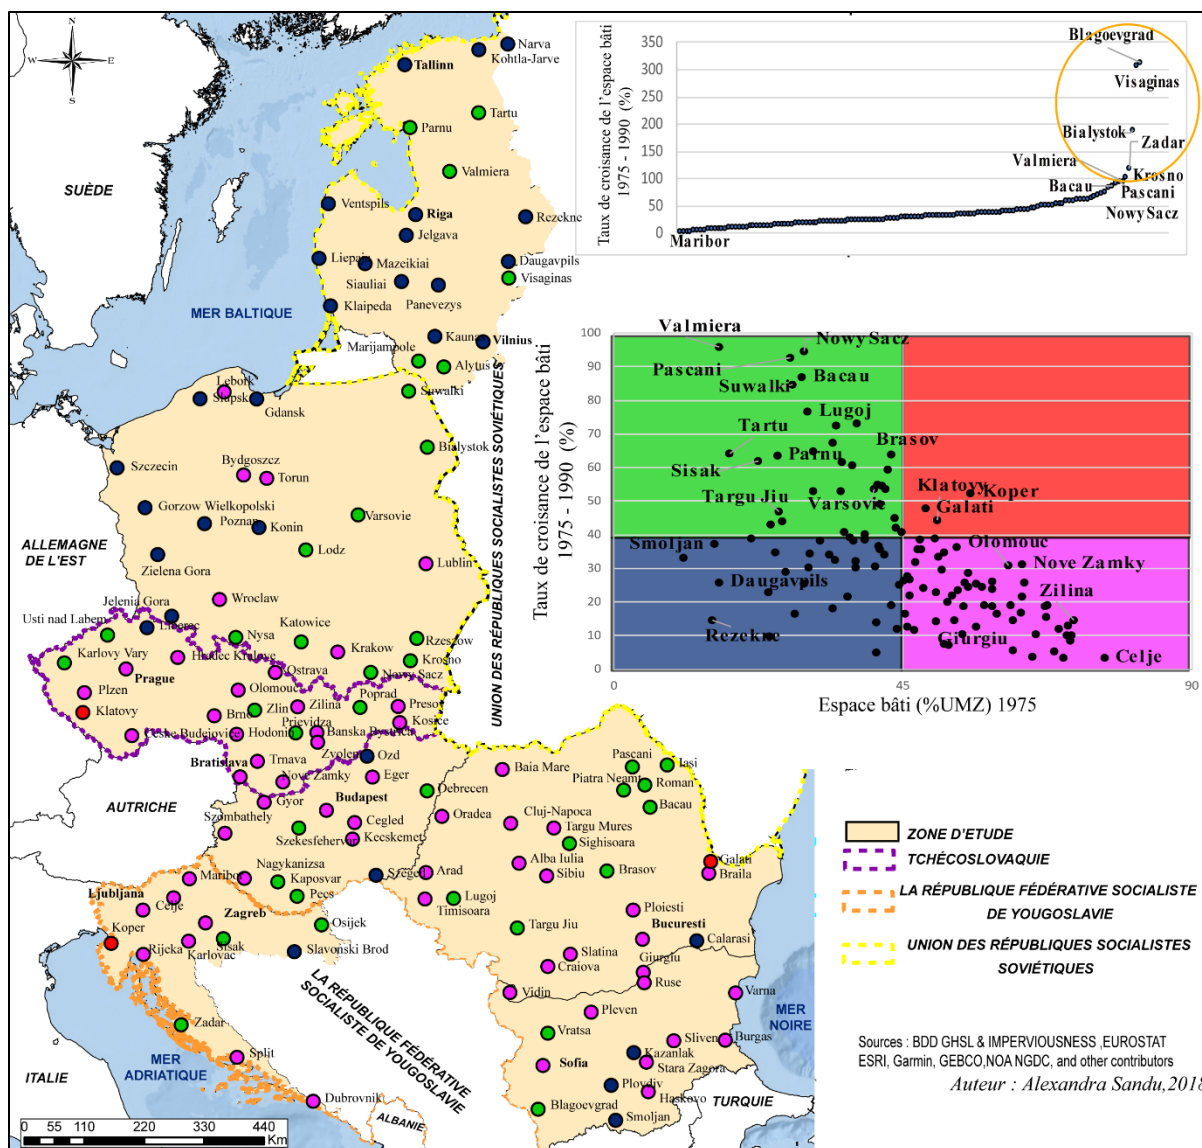 N
W
E
S
SUÈDE
MER BALTIQUE
ALLEMAGNE
DE L'EST
AUTRICHE
ITALIE
MER
ADRIATIQUE
ALBANIE
TURQUIE
MER
NOIRE
UNION DES RÉPUBLIQUES SOCIALISTES SOVIÉTIQUES
LA RÉPUBLIQUE FÉDÉRATIVE
SOCIALISTE DE YOUGOSLAVIE
Narva
Kohtla-Jarve
Tallinn
Tartu
Parnu
Valmiera
Ventspils
Riga
Rezekne
Jelgava
Liepaja
Mazeikiai
Daugavpils
Visaginas
Siauliai
Panevezys
Klaipeda
Kaunas
Vilnius
Marijampole
Alytus
Suwalki
Lebork
Slupsk
Gdansk
Bialystok
Szczecin
Bydgoszcz
Torun
Gorzow Wielkopolski
Poznan
Konin
Varsovie
Lodz
Zielena Gora
Lublin
Wroclaw
Jelenia Gora
Usti nad Labem
Liberec
Nysa
Katowice
Rzeszow
Karlovy Vary
Hradec Kralove
Krakow
Krosno
Prague
Ostrava
Nowy Sacz
Plzen
Olomouc
Zilina
Poprad
Presov
Klatovy
Brno
Zlin
Prievidza
Kosice
Ceske Budejovice
Hodonin
Banska Bystrica
Zvolen
Ozd
Trnava
Bratislava
Nove Zamky
Eger
Gyor
Budapest
Debrecen
Szombathely
Cegled
Szekesfehervar
Kecskemet
Oradea
Baia Mare
Pascani
Iasi
Piatra Neamt
Roman
Bacau
Cluj-Napoca
Targu Mures
Sighisoara
Alba Iulia
Sibiu
Brasov
Galati
Braila
Nagykanizsa
Kaposvar
Szeged
Arad
Maribor
Pecs
Timisoara
Lugoj
Ljubljana
Celje
Zagreb
Osijek
Koper
Rijeka
Karlovac
Sisak
Slavonski Brod
Targu Jiu
Ploiesti
Bucuresti
Calarasi
Slatina
Craiova
Giurgiu
Ruse
Vidin
Varna
Pleven
Zadar
Vratsa
Sliven
Burgas
Split
Kazanlak
Sofia
Stara Zagora
Plovdiv
Haskovo
Dubrovnik
Blagoevgrad
Smoljan
0 55 110 220 330 440
Km
Taux de croisance de l'espace bâti
1975 - 1990 (%)
350
300
250
200
150
100
50
0
Blagoevgrad
Visaginas
Bialystok
Zadar
Valmiera
Krosno
Bacau
Pascani
Nowy Sacz
Maribor
Taux de croisance de l'espace bâti
1975 - 1990 (%)
100
90
80
70
60
50
40
30
20
10
0
Valmiera
Nowy Sacz
Pascani
Suwalki
Bacau
Lugoj
Tartu
Brasov
Sisak
Parnu
Klatovy
Koper
Targu Jiu
Varsovie
Galati
Smoljan
Olomouc
Nove Zamky
Daugavpils
Zilina
Rezekne
Giurgiu
Celje
0 45 90
Espace bâti (%UMZ) 1975
ZONE D'ETUDE
TCHÉCOSLOVAQUIE
LA RÉPUBLIQUE FÉDÉRATIVE SOCIALISTE
DE YOUGOSLAVIE
UNION DES RÉPUBLIQUES SOCIALISTES
SOVIÉTIQUES
Sources : BDD GHSL & IMPERVIOUSNESS ,EUROSTAT
ESRI, Garmin, GEBCO,NOA NGDC, and other contributors
Auteur : Alexandra Sandu,2018